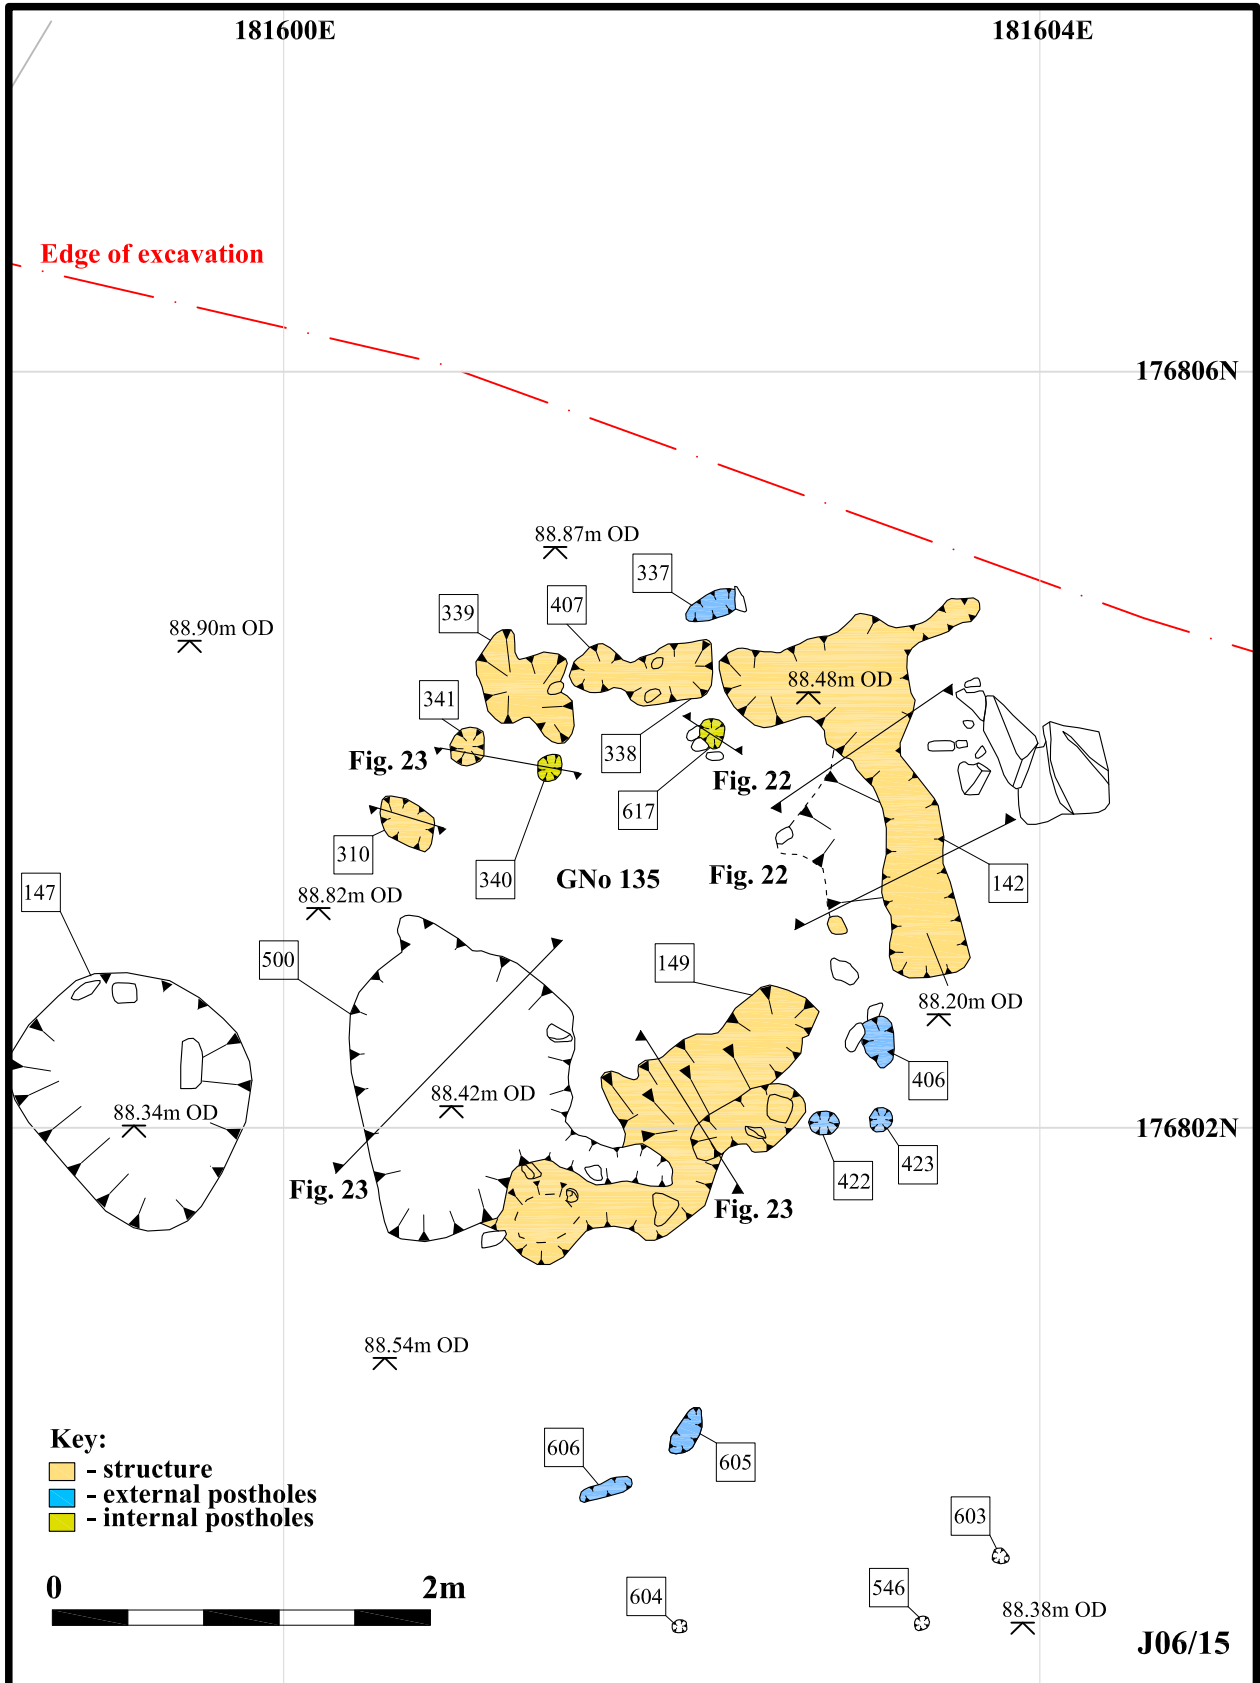 181600E
181604E
Edge of excavation
176806N
88.87m OD
337
407
339
88.90m OD
88.48m OD
341
338
Fig. 23
Fig. 22
617
310
340
GNo 135
Fig. 22
142
147
88.82m OD
500
149
88.20m OD
406
88.42m OD
88.34m OD
176802N
423
422
Fig. 23
Fig. 23
88.54m OD
606
605
Key:
- structure
- external postholes
- internal postholes
603
0
2m
604
546
88.38m OD
J06/15